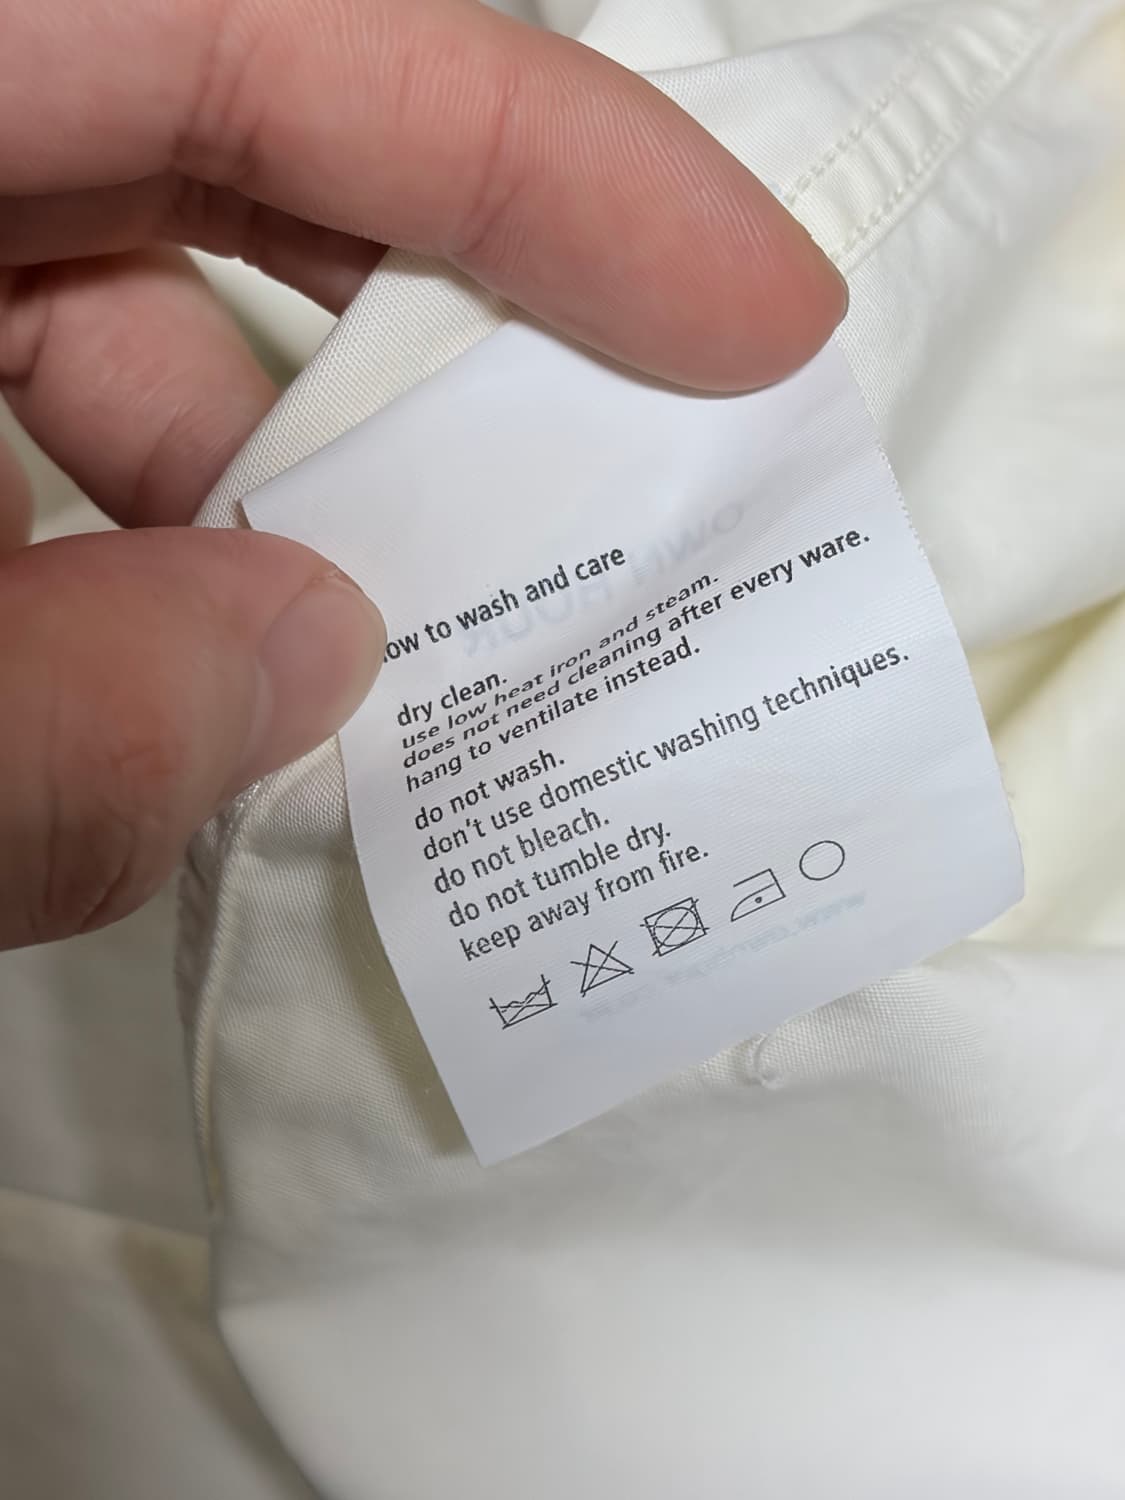 to wash and care
dry clean.
use low heat iron and steam.
does not need cleaning after every ware.
hang to ventilate instead.
do not wash.
don't use domestic washing techniques.
do not bleach.
do not tumble dry.
keep away from fire.